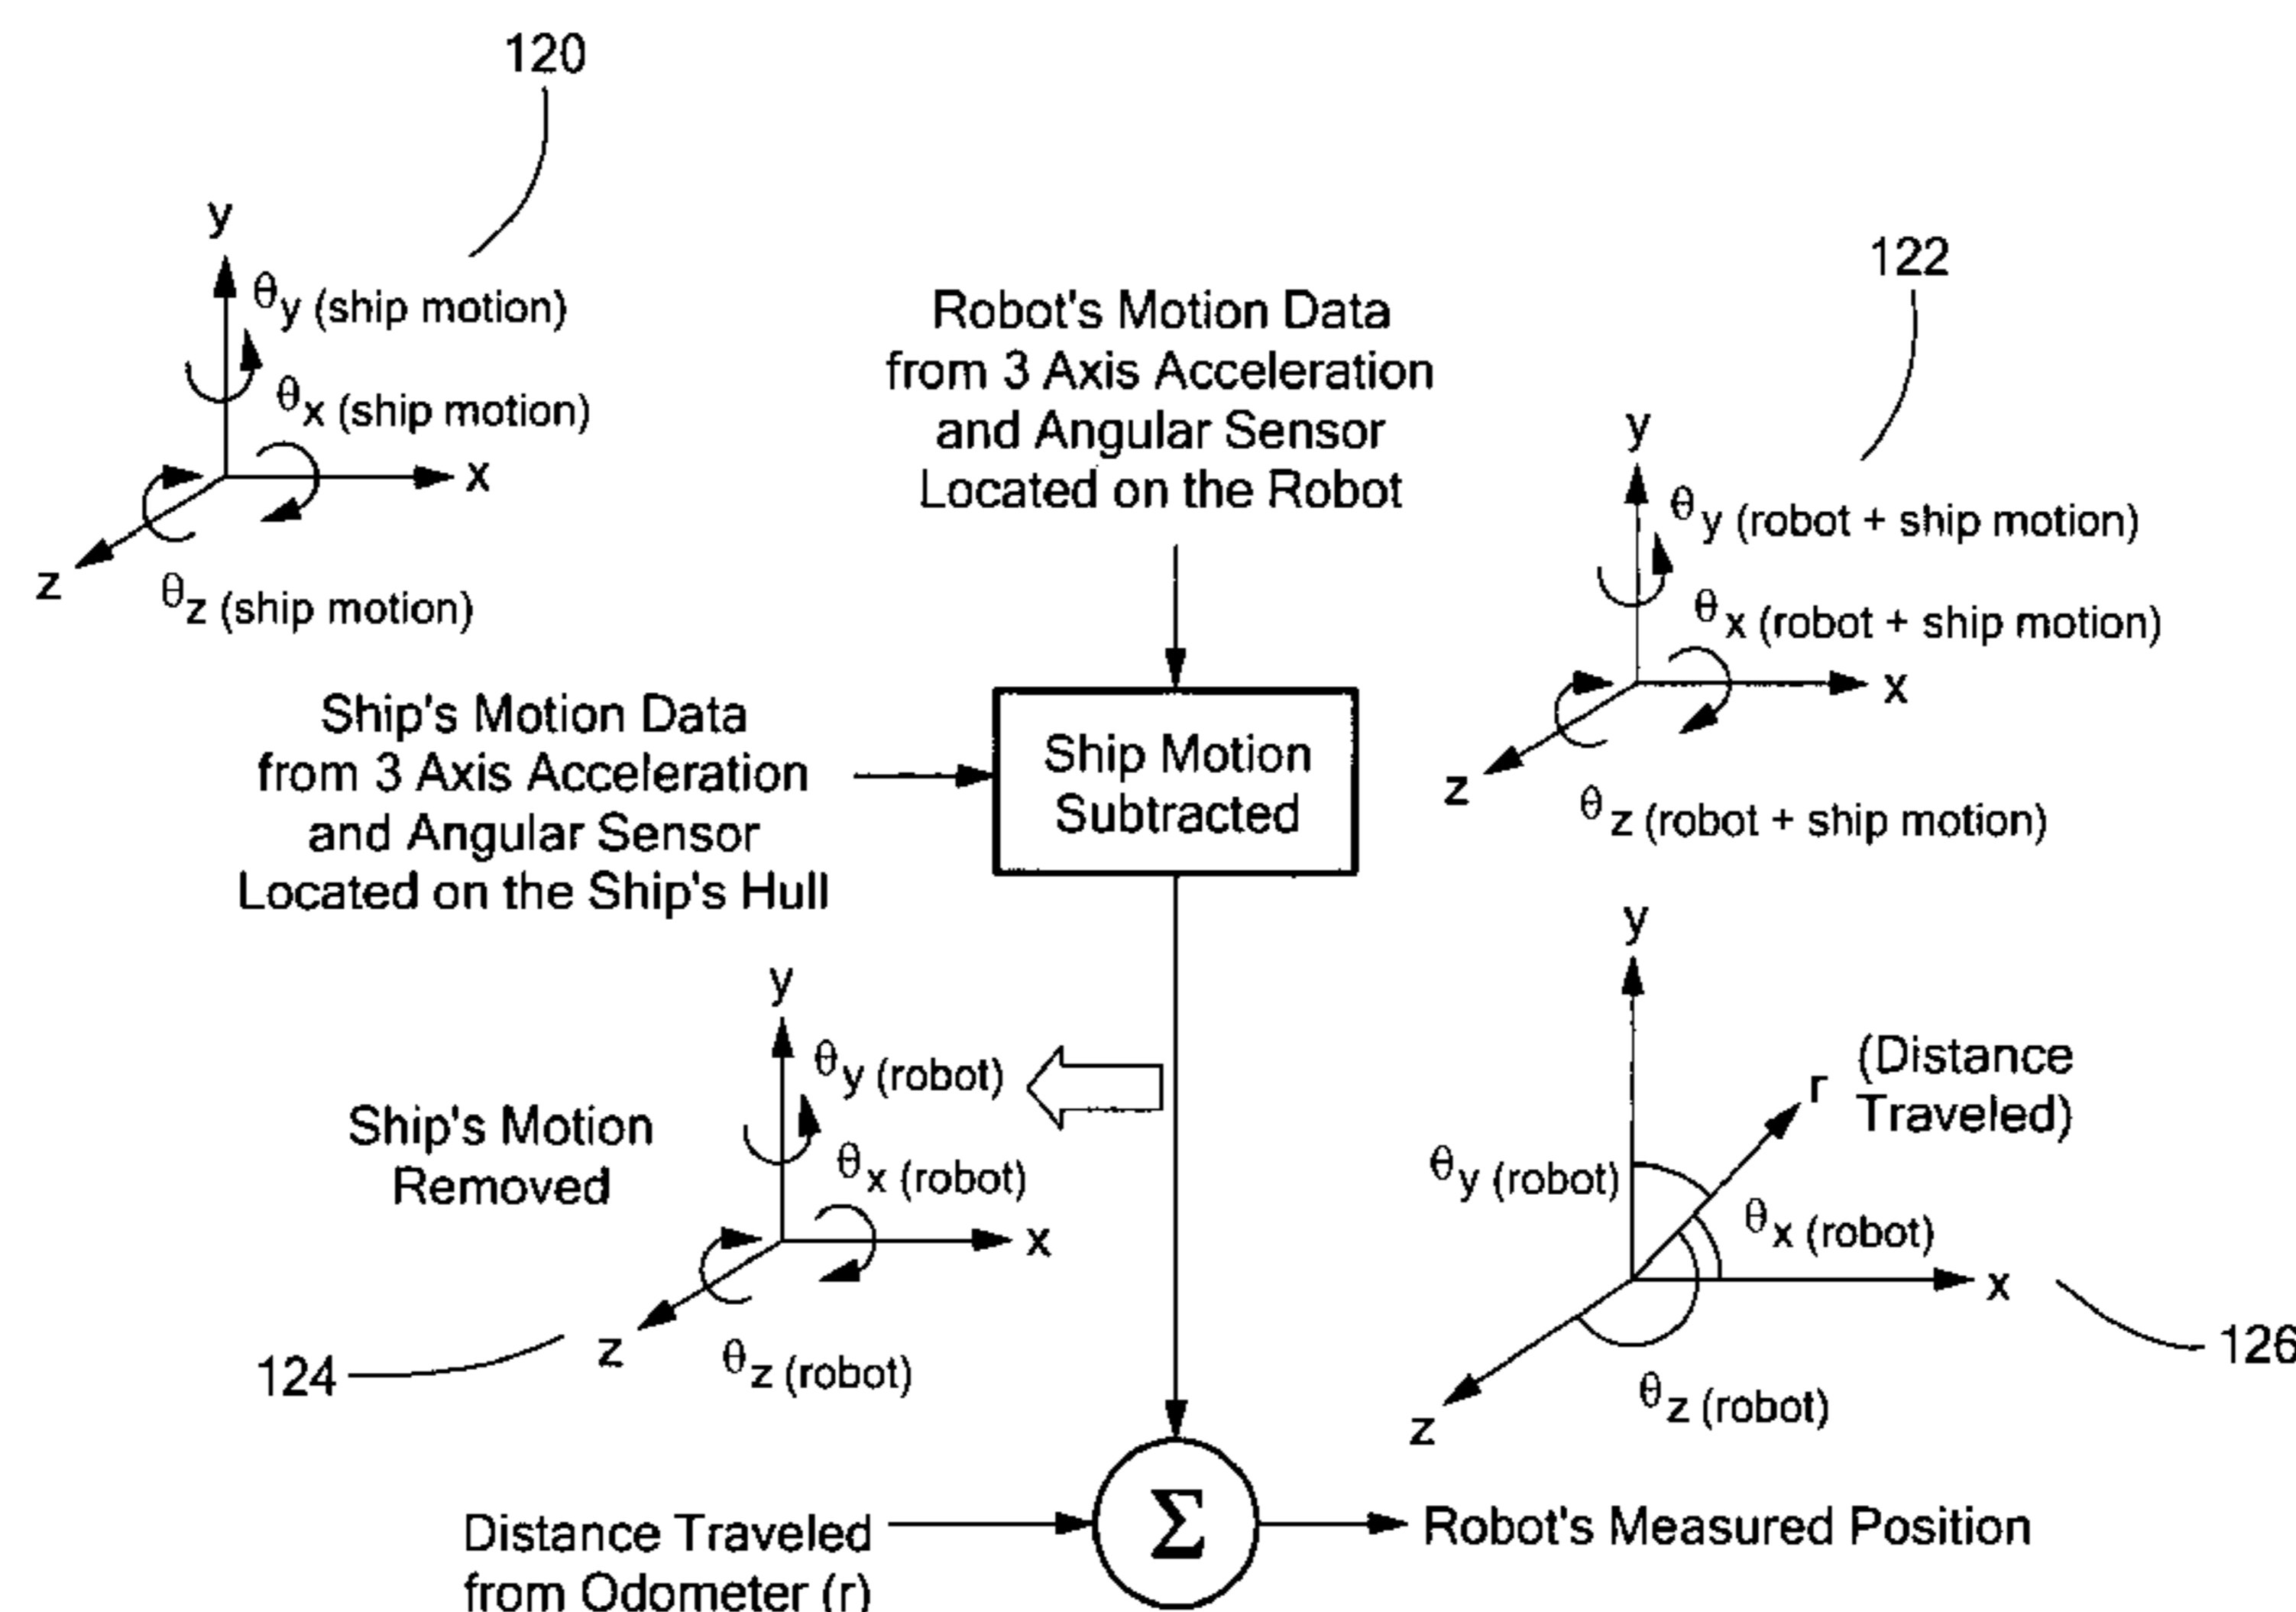 120
y
θy (ship motion)
θx (ship motion)
x
z
θz (ship motion)
Robot's Motion Data
from 3 Axis Acceleration
and Angular Sensor
Located on the Robot
122
y
θy (robot + ship motion)
θx (robot + ship motion)
x
z
θz (robot + ship motion)
Ship's Motion Data
from 3 Axis Acceleration
and Angular Sensor
Located on the Ship's Hull
Ship Motion
Subtracted
y
θy (robot)
θx (robot)
x
z
θz (robot)
Ship's Motion
Removed
124
y
r
(Distance
Traveled)
θy (robot)
θx (robot)
x
z
θz (robot)
126
Distance Traveled
from Odometer (r)
Σ
Robot's Measured Position